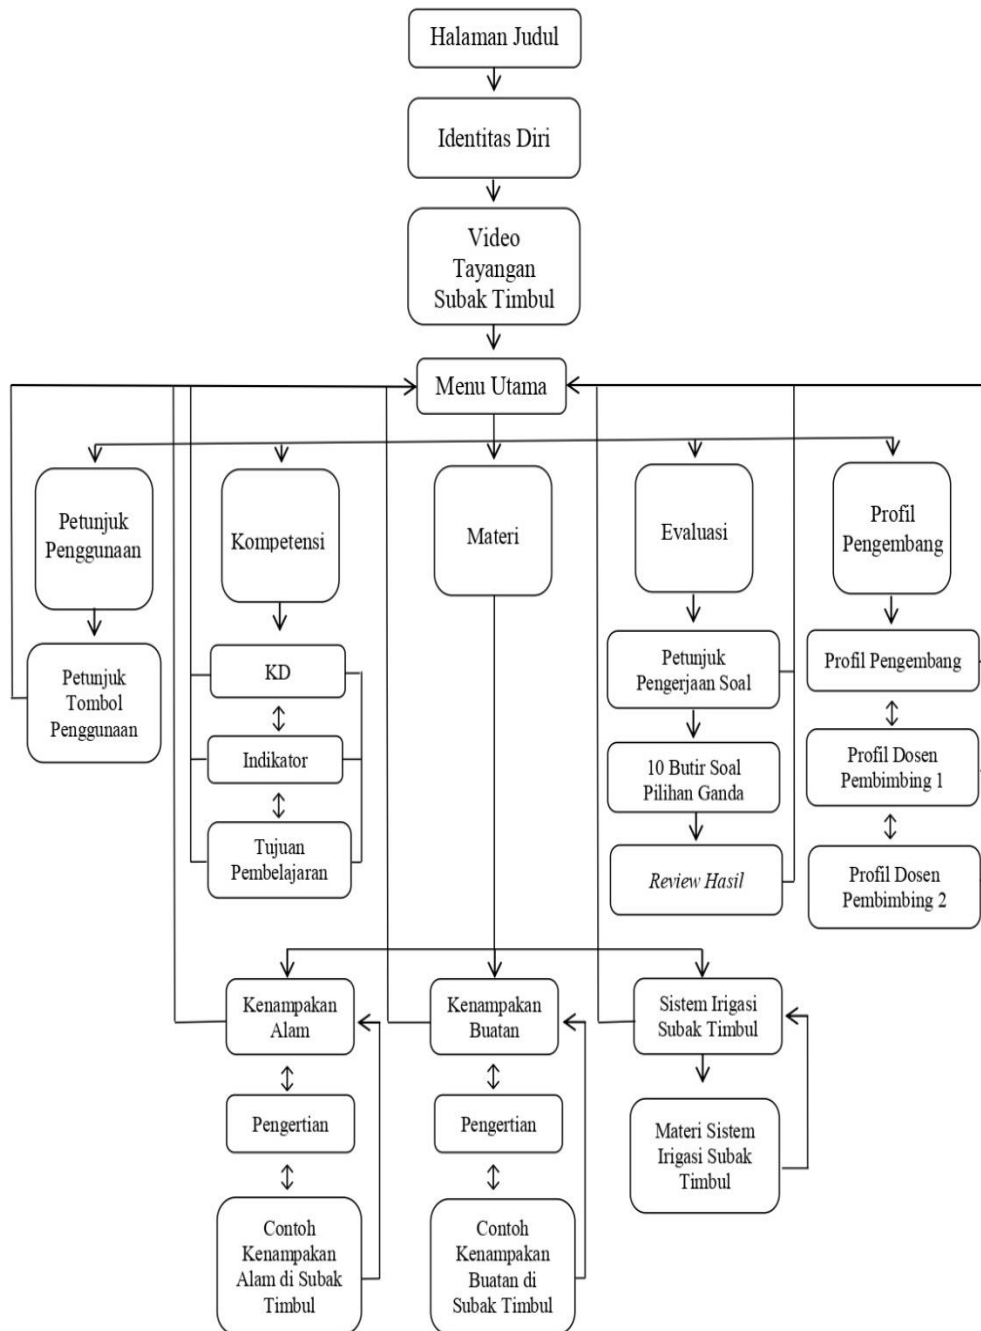 Halaman Judul
Identitas Diri
Video
Tayangan
Subak Timbul
Menu Utama
Petunjuk
Penggunaan
Kompetensi
Materi
Evaluasi
Profil
Pengembang
Petunjuk
Tombol
Penggunaan
KD
Indikator
Tujuan
Pembelajaran
Petunjuk
Pengerjaan Soal
10 Butir Soal
Pilihan Ganda
Review Hasil
Profil Pengembang
Profil Dosen
Pembimbing 1
Profil Dosen
Pembimbing 2
Kenampakan
Alam
Pengertian
Contoh
Kenampakan
Alam di Subak
Timbul
Kenampakan
Buatan
Pengertian
Contoh
Kenampakan
Buatan di
Subak Timbul
Sistem Irigasi
Subak Timbul
Materi Sistem
Irigasi Subak
Timbul